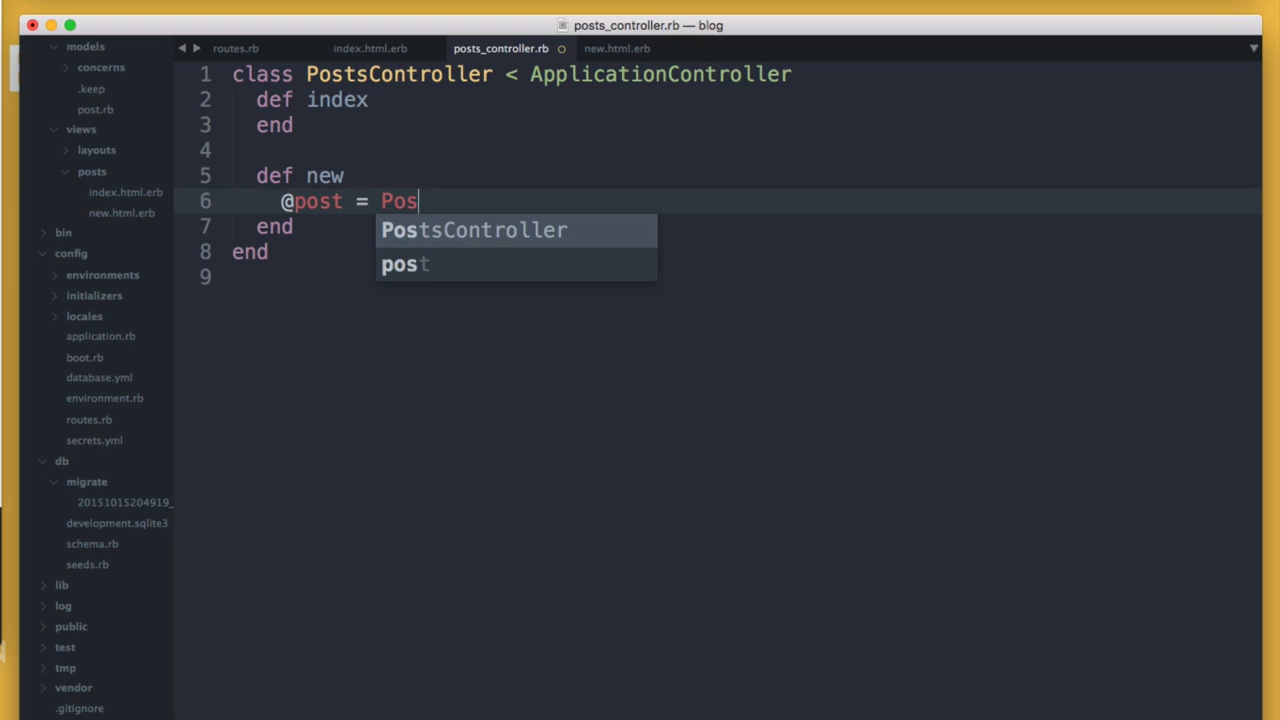 posts_controller.rb — blog
models
concerns
.keep
post.rb
views
layouts
posts
index.html.erb
new.html.erb
bin
config
environments
initializers
locales
application.rb
boot.rb
database.yml
environment.rb
routes.rb
secrets.yml
db
migrate
20151015204919_
development.sqlite3
schema.rb
seeds.rb
lib
log
public
test
tmp
vendor
.gitignore
routes.rb index.html.erb posts_controller.rb new.html.erb
1 class PostsController < ApplicationController
2 def index
3 end
4
5 def new
6 @post = Pos
7 end
8 end
9
PostsController
post